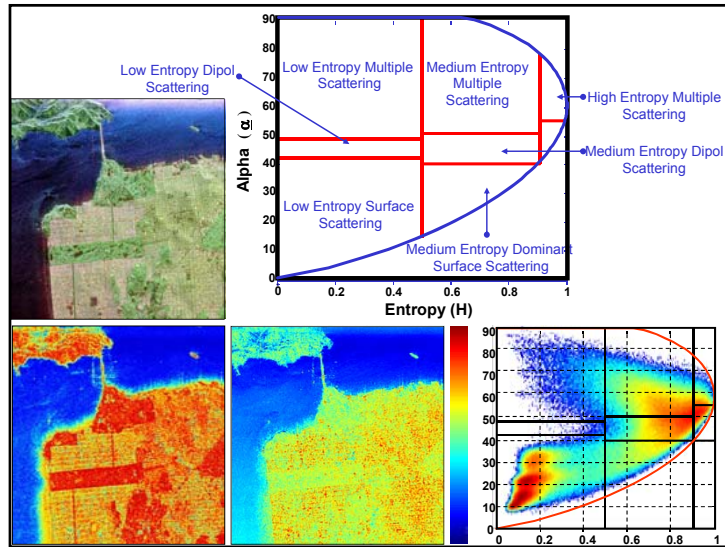 90
80
70
60
50
40
30
20
10
0
Alpha (α)
Low Entropy Dipol
Scattering
Low Entropy Multiple
Scattering
Medium Entropy
Multiple
Scattering
High Entropy Multiple
Scattering
Medium Entropy Dipol
Scattering
Low Entropy Surface
Scattering
Medium Entropy Dominant
Surface Scattering
0 0.2 0.4 0.6 0.8 1
Entropy (H)
90
80
70
60
50
40
30
20
10
0
0 0.2 0.4 0.6 0.8 1